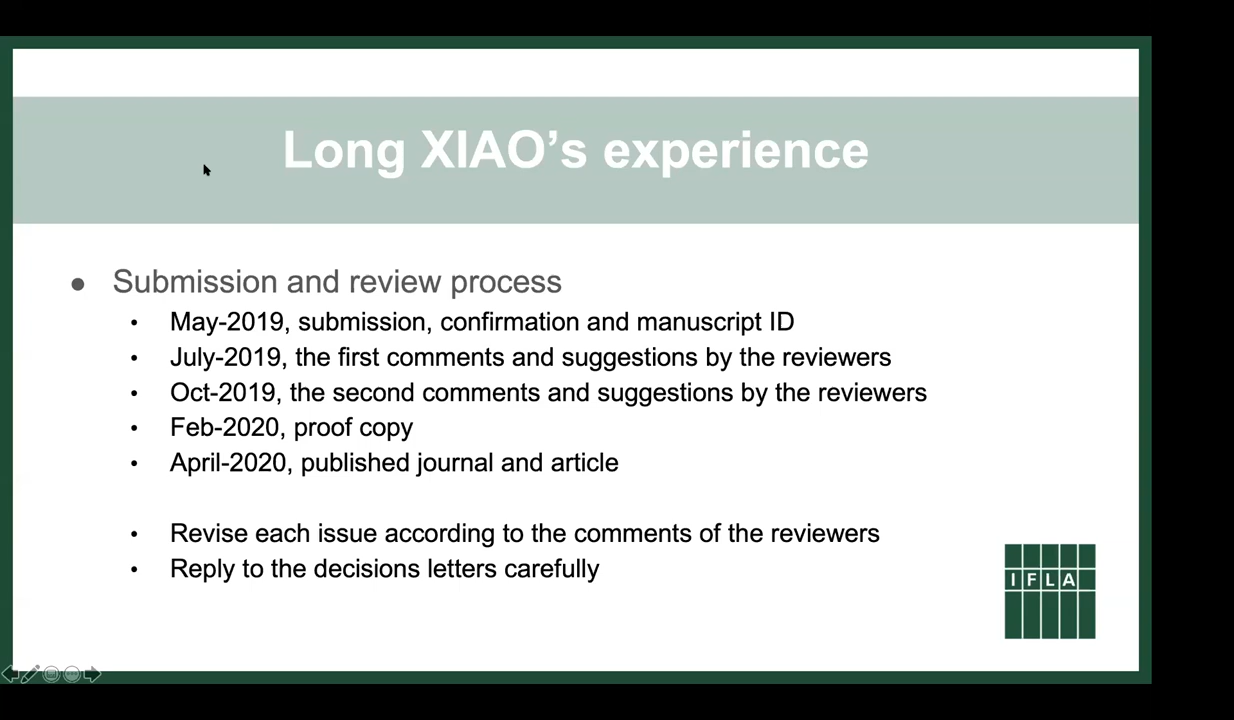 Long XIAO’s experience
● Submission and review process
• May-2019, submission, confirmation and manuscript ID
• July-2019, the first comments and suggestions by the reviewers
• Oct-2019, the second comments and suggestions by the reviewers
• Feb-2020, proof copy
• April-2020, published journal and article
• Revise each issue according to the comments of the reviewers
• Reply to the decisions letters carefully
IFLA